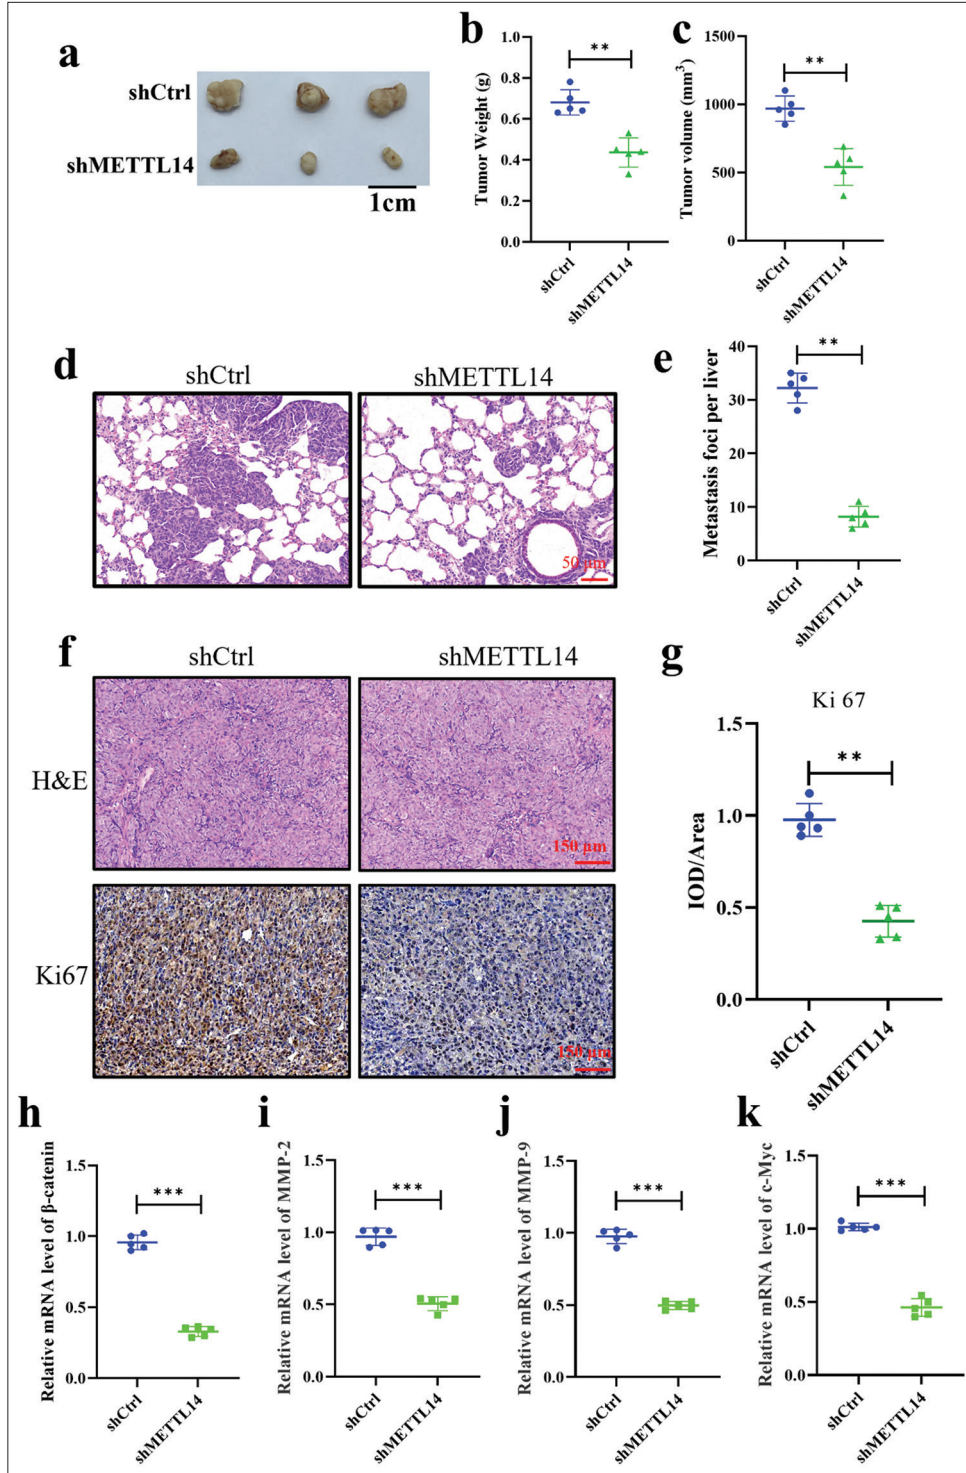 a
shCtrl
shMETTL14
1cm
b
Tumor Weight (g)
1.0
0.8
0.6
0.4
0.2
0.0
**
shCtrl
shMETTL14
c
Tumor volume (mm³)
1500
1000
500
0
**
shCtrl
shMETTL14
d
shCtrl
shMETTL14
50 µm
e
Metastasis foci per liver
40
30
20
10
0
**
shCtrl
shMETTL14
f
shCtrl
shMETTL14
H&E
150 µm
Ki67
150 µm
g
Ki 67
IOD/Area
1.5
1.0
0.5
0.0
**
shCtrl
shMETTL14
h
Relative mRNA level of β-catenin
1.5
1.0
0.5
0.0
***
shCtrl
shMETTL14
i
Relative mRNA level of MMP-2
1.5
1.0
0.5
0.0
***
shCtrl
shMETTL14
j
Relative mRNA level of MMP-9
1.5
1.0
0.5
0.0
***
shCtrl
shMETTL14
k
Relative mRNA level of c-Myc
1.5
1.0
0.5
0.0
***
shCtrl
shMETTL14